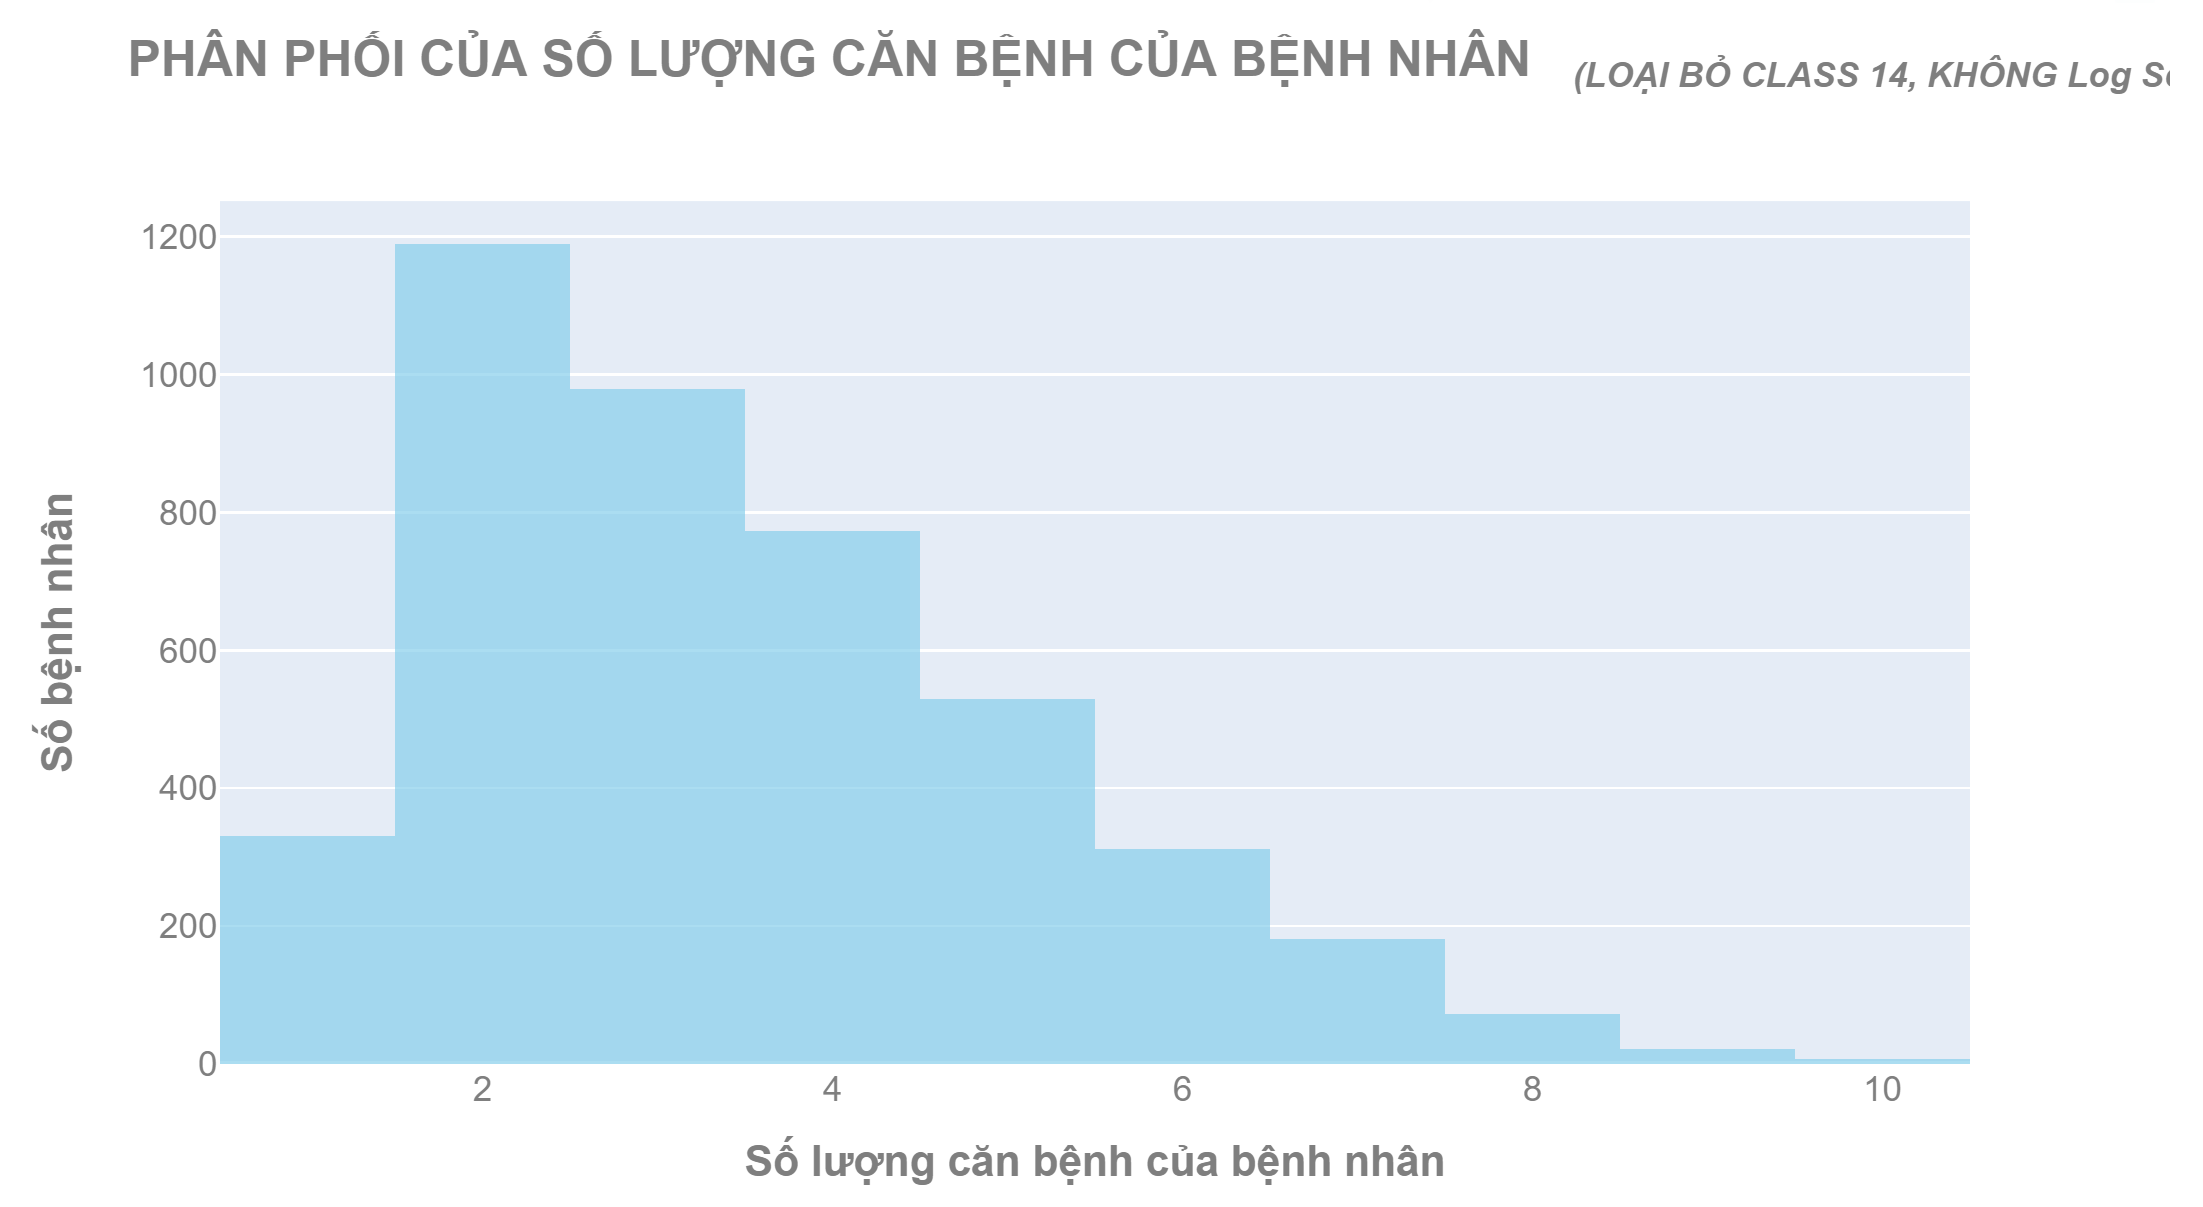 PHÂN PHỐI CỦA SỐ LƯỢNG CĂN BỆNH CỦA BỆNH NHÂN (LOẠI BỎ CLASS 14, KHÔNG Log
1200
1000
800
600
400
200
0
Số bệnh nhân
2 4 6 8 10
Số lượng căn bệnh của bệnh nhân